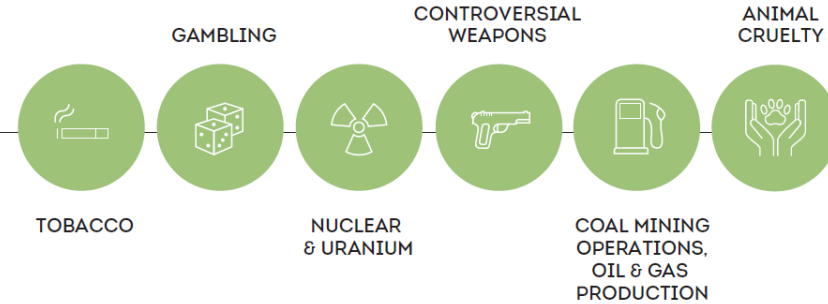 TOBACCO
GAMBLING
NUCLEAR
& URANIUM
CONTROVERSIAL
WEAPONS
COAL MINING
OPERATIONS,
OIL & GAS
PRODUCTION
ANIMAL
CRUELTY